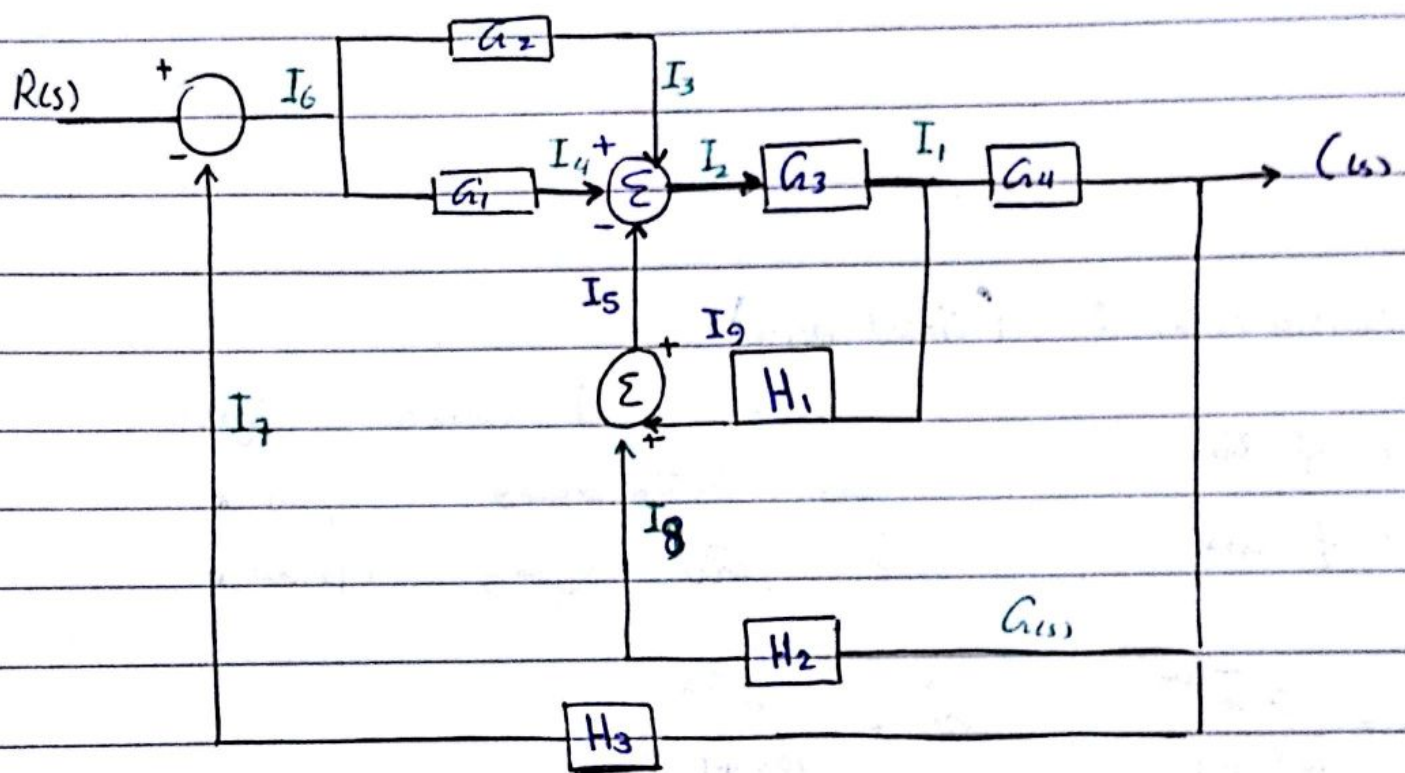 G2
+
R(s)
I6
I3
-
I4
+
I2
G3
I1
G4
C(s)
G1
Σ
-
I5
I9
+
Σ
H1
+
I7
I8
G(s)
H2
H3